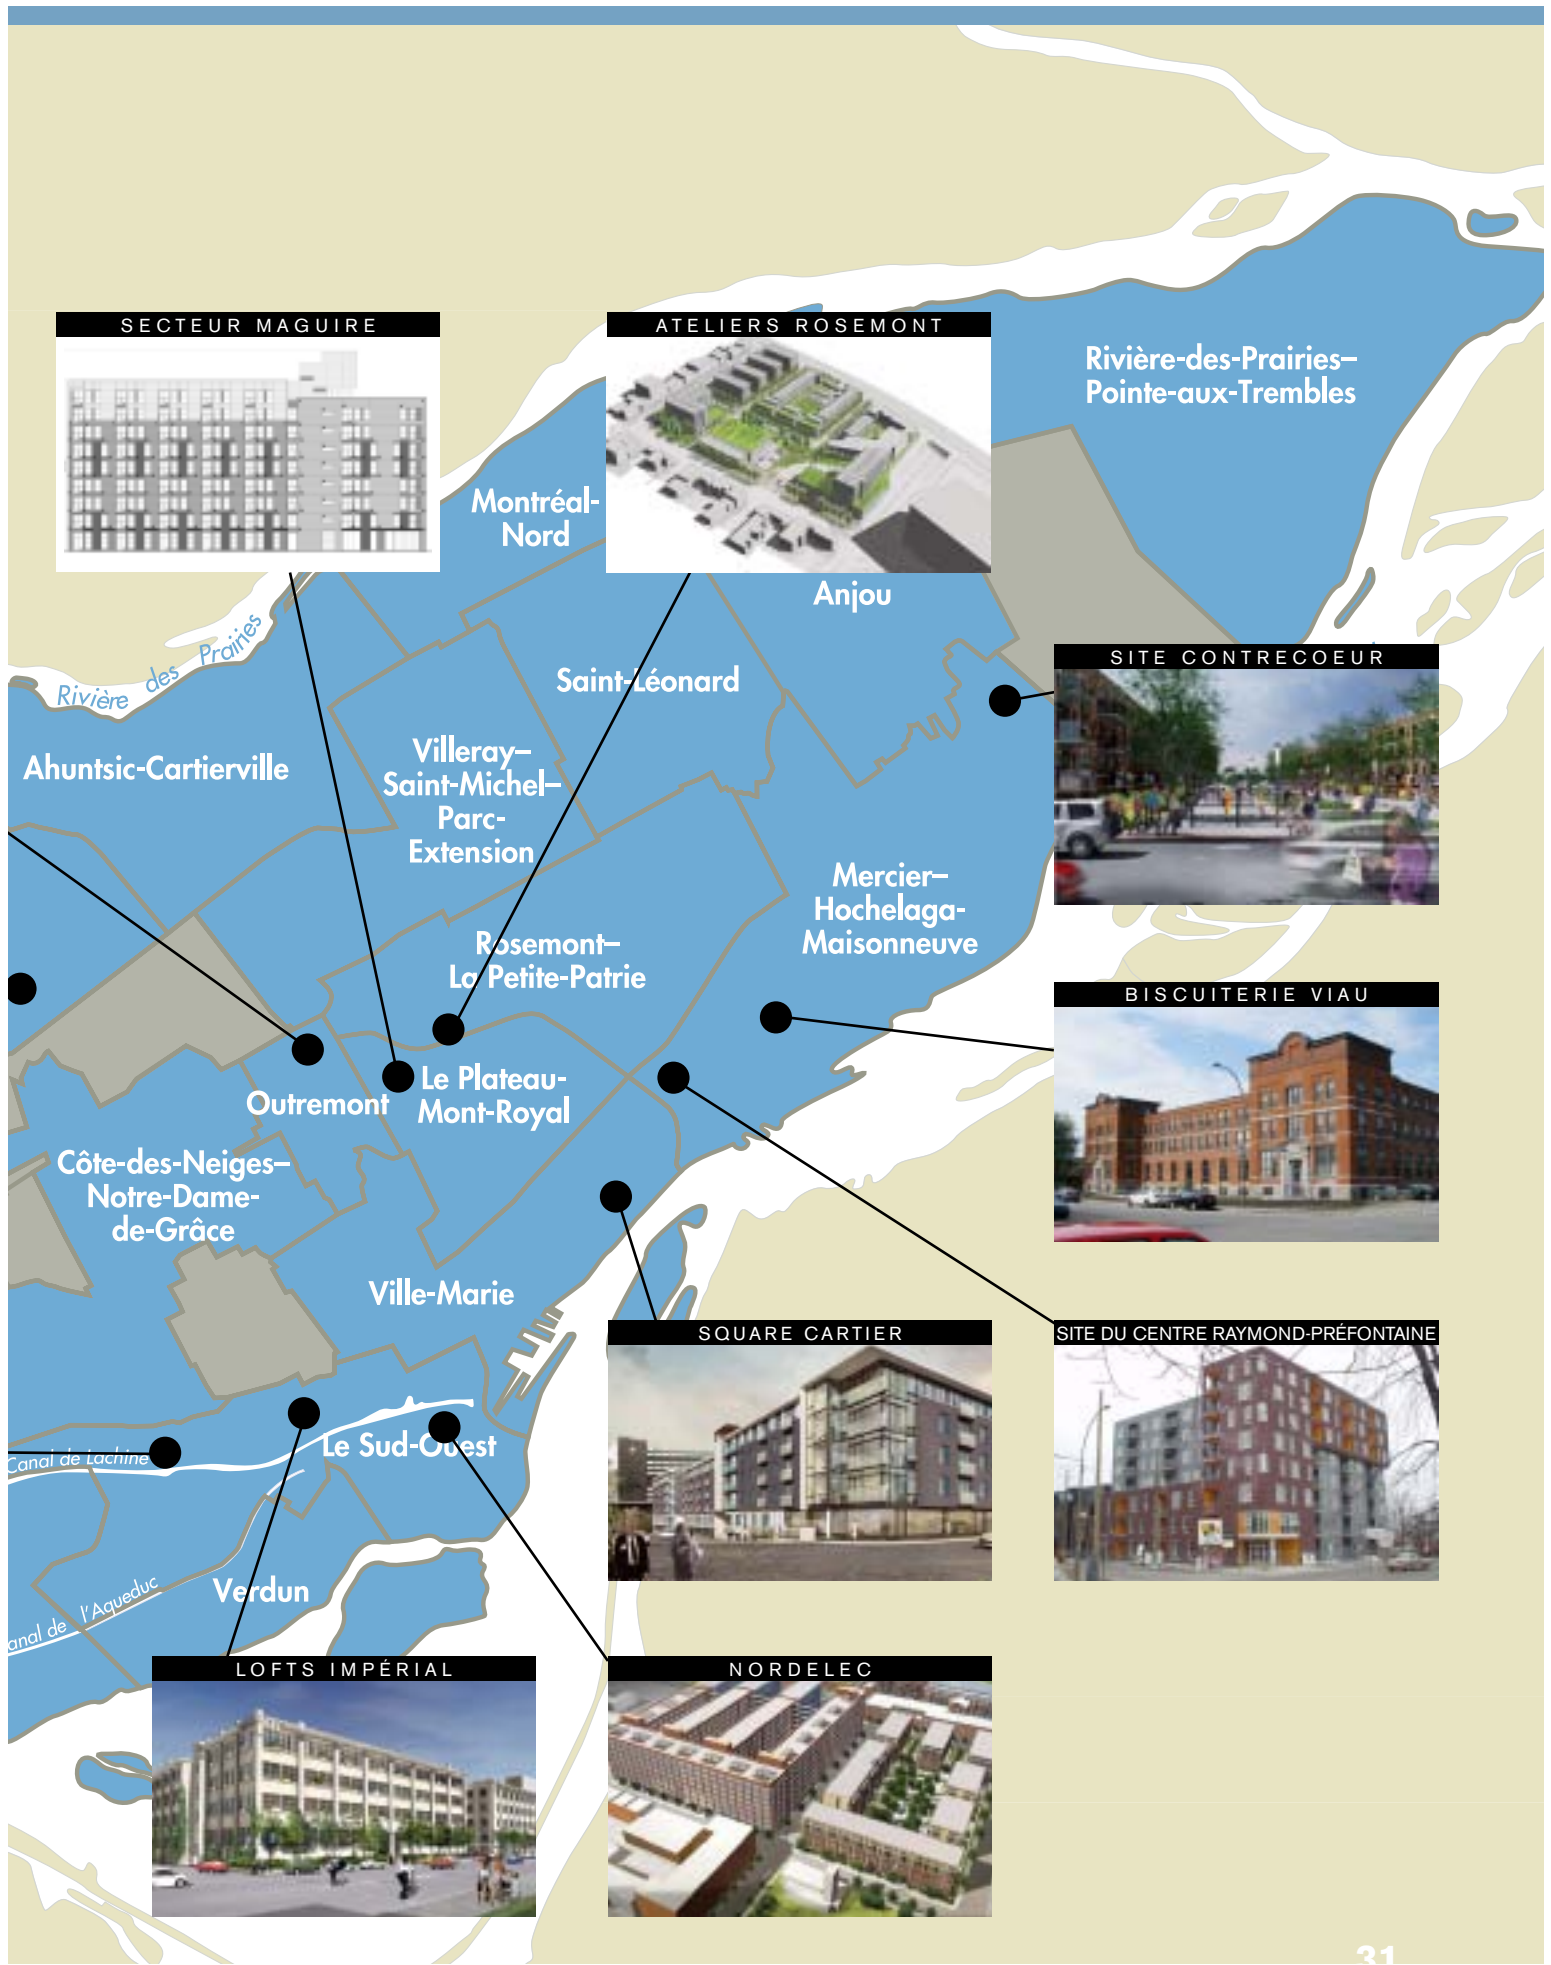 SECTEUR MAGUIRE
ATELIERS ROSEMONT
Rivière-des-Prairies–
Pointe-aux-Trembles
Montréal-
Nord
Anjou
Rivière des Prairies
SITE CONTRECOEUR
Saint-Léonard
Ahuntsic-Cartierville
Villeray–
Saint-Michel–
Parc-
Extension
Mercier–
Hochelaga-
Maisonneuve
Rosemont–
La Petite-Patrie
BISCUITERIE VIAU
Le Plateau-
Mont-Royal
Outremont
Côte-des-Neiges–
Notre-Dame-
de-Grâce
Ville-Marie
SQUARE CARTIER
SITE DU CENTRE RAYMOND-PRÉFONTAINE
Le Sud-Ouest
Canal de Lachine
Verdun
anal de l'Aqueduc
LOFTS IMPÉRIAL
NORDELEC
31